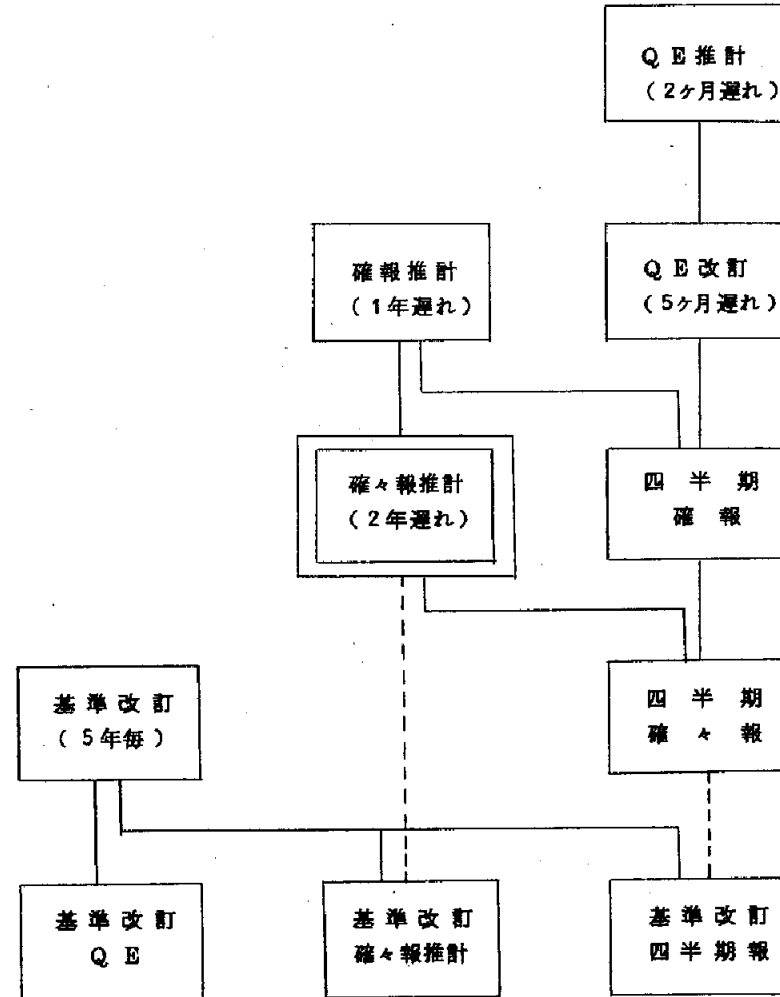 QE推計
(2ケ月遅れ)
確報推計
(1年遅れ)
QE改訂
(5ケ月遅れ)
確々報推計
(2年遅れ)
四半期
確報
基準改訂
(5年毎)
四半期
確々報
基準改訂
QE
基準改訂
確々報推計
基準改訂
四半期報